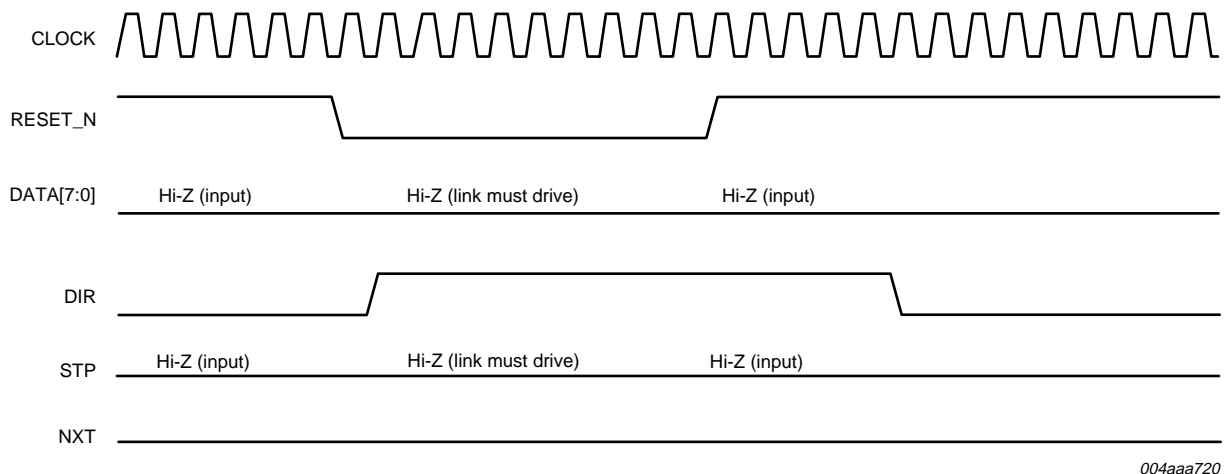 CLOCK
RESET_N
DATA[7:0] Hi-Z (input) Hi-Z (link must drive) Hi-Z (input)
DIR
STP Hi-Z (input) Hi-Z (link must drive) Hi-Z (input)
NXT
004aaa720